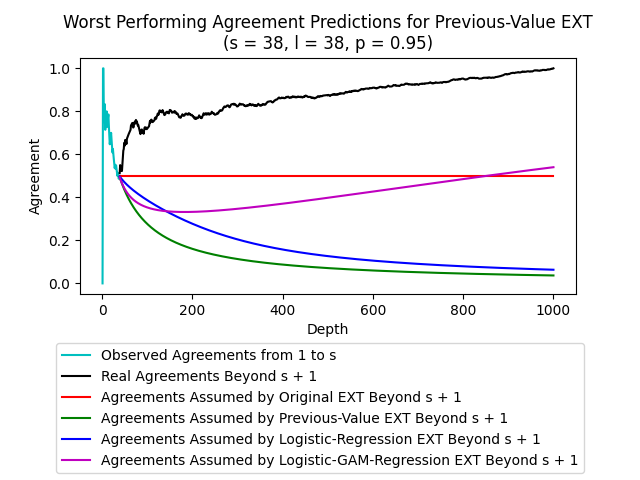 Worst Performing Agreement Predictions for Previous-Value EXT
(s = 38, l = 38, p = 0.95)
1.0
0.8
0.6
0.4
0.2
0.0
Agreement
0 200 400 600 800 1000
Depth
Observed Agreements from 1 to s
Real Agreements Beyond s + 1
Agreements Assumed by Original EXT Beyond s + 1
Agreements Assumed by Previous-Value EXT Beyond s + 1
Agreements Assumed by Logistic-Regression EXT Beyond s + 1
Agreements Assumed by Logistic-GAM-Regression EXT Beyond s + 1